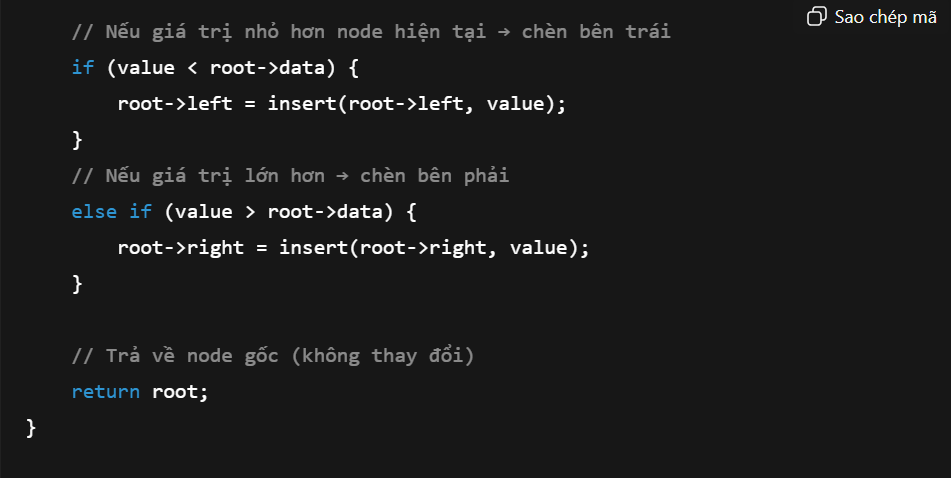 Sao chép mã
// Nếu giá trị nhỏ hơn node hiện tại → chèn bên trái
if (value < root->data) {
root->left = insert(root->left, value);
}
// Nếu giá trị lớn hơn → chèn bên phải
else if (value > root->data) {
root->right = insert(root->right, value);
}
// Trả về node gốc (không thay đổi)
return root;
}